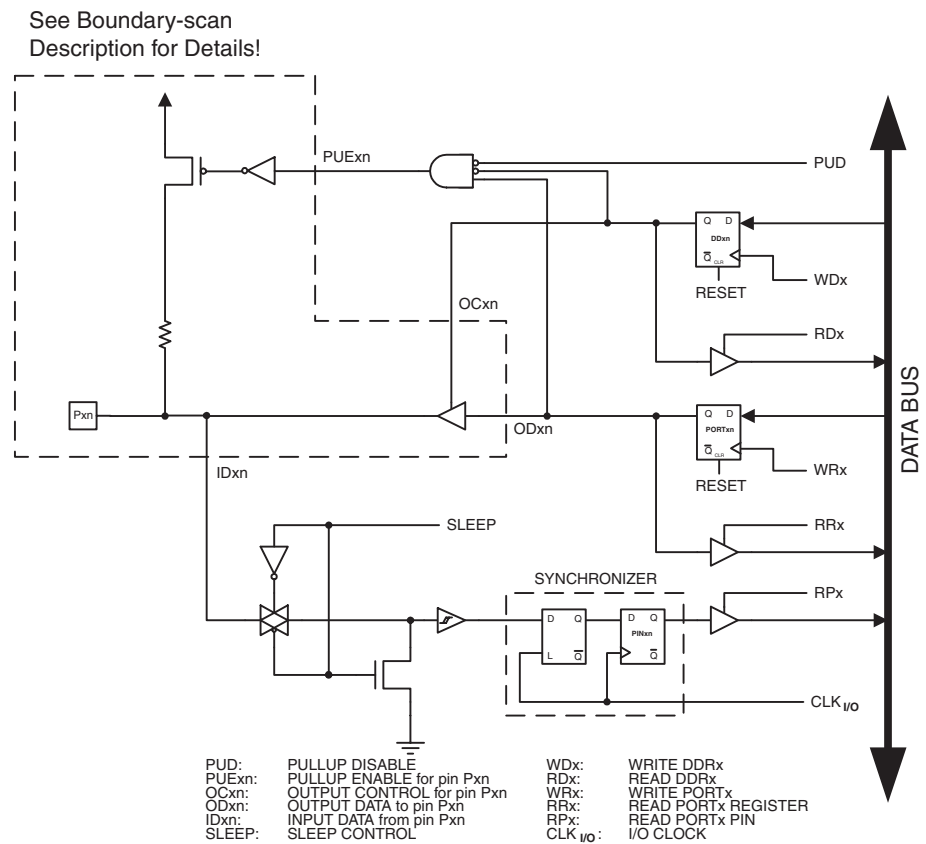 See Boundary-scan
Description for Details!
PUExn
PUD
Q D
DDxn
Q
CLR
WDx
RESET
OCxn
RDx
DATA BUS
Pxn
ODxn
Q D
PORTxn
Q
CLR
WRx
RESET
IDxn
SLEEP
RRx
SYNCHRONIZER
RPx
D Q
L Q
D Q
PINxn
Q
CLK I/O
PUD: PULLUP DISABLE
PUExn: PULLUP ENABLE for pin Pxn
OCxn: OUTPUT CONTROL for pin Pxn
ODxn: OUTPUT DATA to pin Pxn
IDxn: INPUT DATA from pin Pxn
SLEEP: SLEEP CONTROL
WDx: WRITE DDRx
RDx: READ DDRx
WRx: WRITE PORTx
RRx: READ PORTx REGISTER
RPx: READ PORTx PIN
CLK I/O: I/O CLOCK